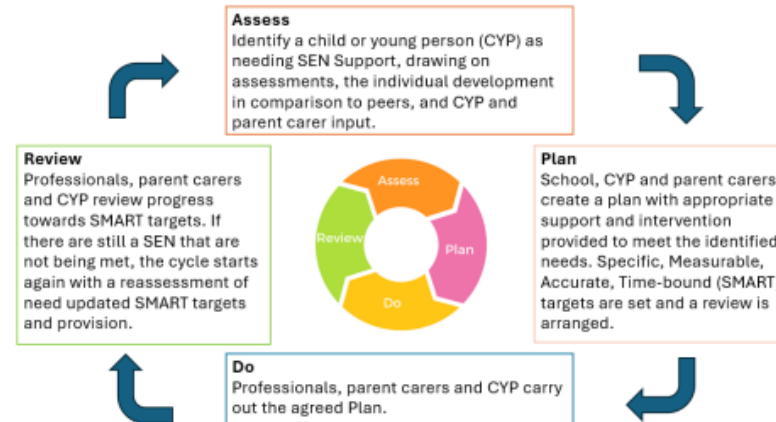 Assess
Identify a child or young person (CYP) as
needing SEN Support, drawing on
assessments, the individual development
in comparison to peers, and CYP and
parent carer input.
Review
Professionals, parent carers
and CYP review progress
towards SMART targets. If
there are still a SEN that are
not being met, the cycle starts
again with a reassessment of
need updated SMART targets
and provision.
Assess
Review
Plan
Do
Plan
School, CYP and parent carers
create a plan with appropriate
support and intervention
provided to meet the identified
needs. Specific, Measurable,
Accurate, Time-bound (SMART
targets are set and a review is
arranged.
Do
Professionals, parent carers and CYP carry
out the agreed Plan.